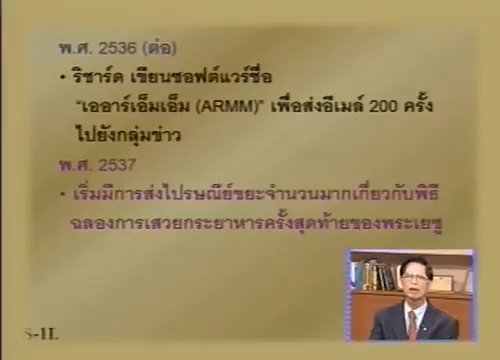 พ.ศ. 2536 (ต่อ)
• ริชาร์ด เขียนซอฟต์แวร์ชื่อ
"เออาร์เอ็มเอ็ม (ARMM)" เพื่อส่งอีเมล์ 200 ครั้ง
ไปยังกลุ่มข่าว
พ.ศ. 2537
• เริ่มมีการส่งไปรษณีย์ขยะจำนวนมากเกี่ยวกับพิธี
ฉลองการเสวยกระยาหารครั้งสุดท้ายของพระเยซู
S-1L